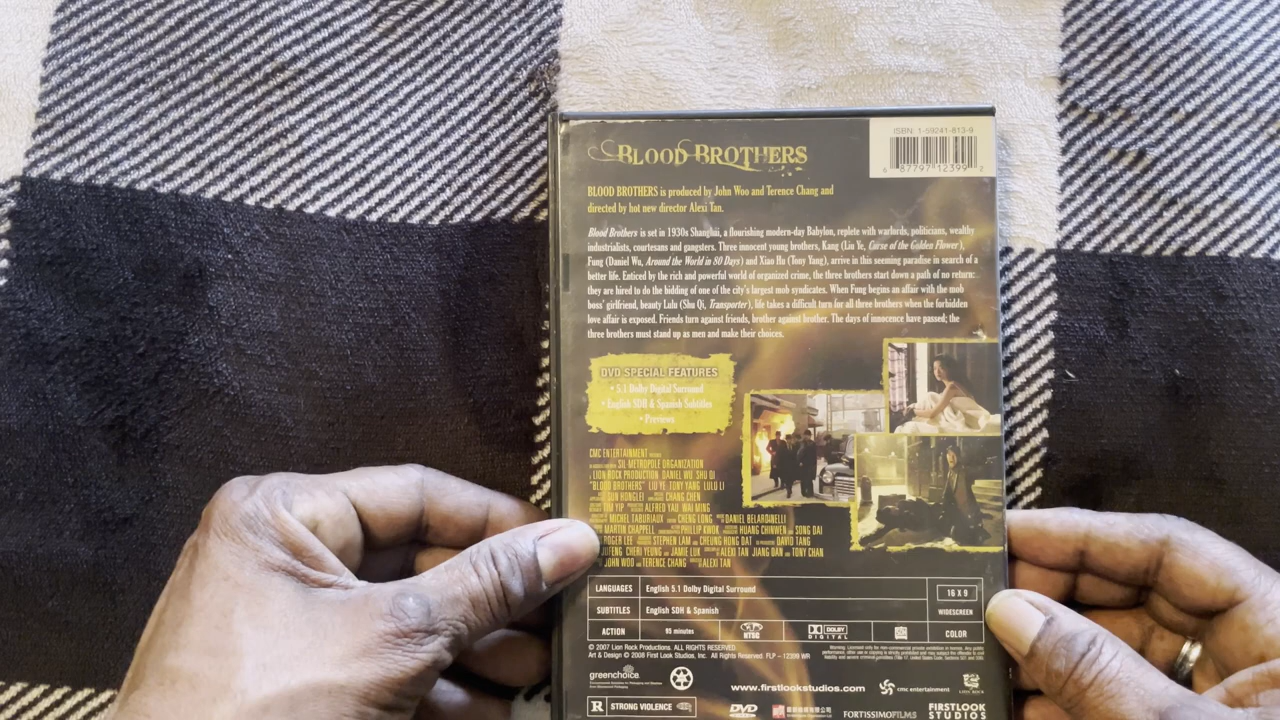 ISBN: 1-59241-813-9
BLOOD BROTHERS
87797 12399 2
BLOOD BROTHERS is produced by John Woo and Terence Chang and
directed by hot new director Alexi Tan.
Blood Brothers is set in 1930s Shanghii, a flourishing modern-day Babylon, replete with warlords, politicians, wealthy
industrialists, courtesans and gangsters. Three innocent young brothers, Kang (Liu Ye, Curse of the Golden Flower),
Fung (Daniel Wu, Around the World in 80 Days) and Xiao Hu (Tony Yang), arrive in this seeming paradise in search of a
better life. Enticed by the rich and powerful world of organized crime, the three brothers start down a path of no return:
they are hired to do the bidding of one of the city's largest mob syndicates. When Fung begins an affair with the mob
boss' girlfriend, beauty Lulu (Shu Qi, Transporter), life takes a difficult turn for all three brothers when the forbidden
love affair is exposed. Friends turn against friends, brother against brother. The days of innocence have passed; the
three brothers must stand up as men and make their choices.
DVD SPECIAL FEATURES
• 5.1 Dolby Digital Surround
• English SDH & Spanish Subtitles
• Previews
CMC ENTERTAINMENT
SIL-METROPOLE ORGANIZATION
LION ROCK PRODUCTION DANIEL WU SHU QI
"BLOOD BROTHERS" LIU YE TONY YANG LULU LI
SUN HONGLEI CHANG CHEN
TIM YIP ALFRED YAU WAI MING
MICHEL TABURIAUX CHENG LONG DANIEL BELARDINELLI
MARTIN CHAPPELL PHILLIP KWOK HUANG CHINWEN SONG DAI
ROGER LEE STEPHEN LAM CHEUNG HONG DAT DAVID TANG
CHERI YEUNG JAMIE LUK ALEXI TAN JIANG DAN TONY CHAN
JOHN WOO TERENCE CHANG ALEXI TAN
LANGUAGES English 5.1 Dolby Digital Surround
16 X 9
WIDESCREEN
SUBTITLES English SDH & Spanish
ACTION 95 minutes NTSC DOLBY DIGITAL COLOR
© 2007 Lion Rock Productions. ALL RIGHTS RESERVED.
Art & Design © 2008 First Look Studios, Inc. All Rights Reserved. FLP – 12399 WR
greenchoice
www.firstlookstudios.com
cmc entertainment
LION ROCK
R STRONG VIOLENCE
DVD
FORTISSIMOFILMS
FIRSTLOOK
STUDIOS